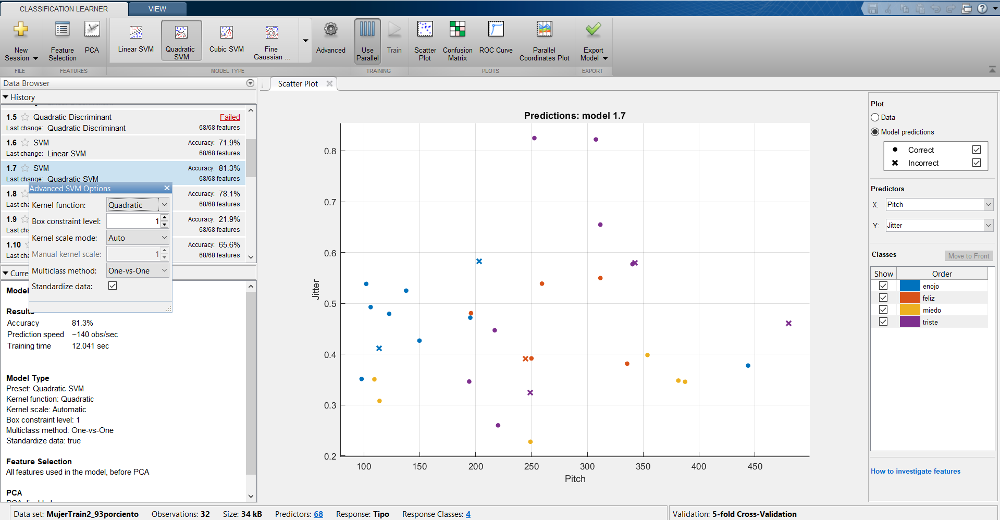 CLASSIFICATION LEARNER
VIEW
New
Session
Feature
Selection
PCA
Linear SVM
Quadratic
SVM
Cubic SVM
Fine
Gaussian ...
Advanced
Use
Parallel
Train
Scatter
Plot
Confusion
Matrix
ROC Curve
Parallel
Coordinates Plot
Export
Model
FILE
FEATURES
MODEL TYPE
TRAINING
PLOTS
EXPORT
Data Browser
History
1.5 Quadratic Discriminant Failed
Last change: Quadratic Discriminant 68/68 features
1.6 SVM Accuracy: 71.9%
Last change: Linear SVM 68/68 features
1.7 SVM Accuracy: 81.3%
Last change: Quadratic SVM 68/68 features
1.8 Accuracy: 78.1%
68/68 features
1.9 Accuracy: 21.9%
68/68 features
1.10 Accuracy: 65.6%
68/68 features
Advanced SVM Options
Kernel function: Quadratic
Box constraint level: 1
Kernel scale mode: Auto
Manual kernel scale: 1
Multiclass method: One-vs-One
Standardize data:
Model
Results
Accuracy 81.3%
Prediction speed ~140 obs/sec
Training time 12.041 sec
Model Type
Preset: Quadratic SVM
Kernel function: Quadratic
Kernel scale: Automatic
Box constraint level: 1
Multiclass method: One-vs-One
Standardize data: true
Feature Selection
All features used in the model, before PCA
PCA
Scatter Plot
Predictions: model 1.7
0.8
0.7
0.6
0.5
0.4
0.3
0.2
Jitter
100 150 200 250 300 350 400 450
Pitch
Plot
Data
Model predictions
Correct
Incorrect
Predictors
X: Pitch
Y: Jitter
Classes Move to Front
Show Order
enojo
feliz
miedo
triste
How to investigate features
Data set: MujerTrain2_93porciento Observations: 32 Size: 34 kB Predictors: 68 Response: Tipo Response Classes: 4
Validation: 5-fold Cross-Validation